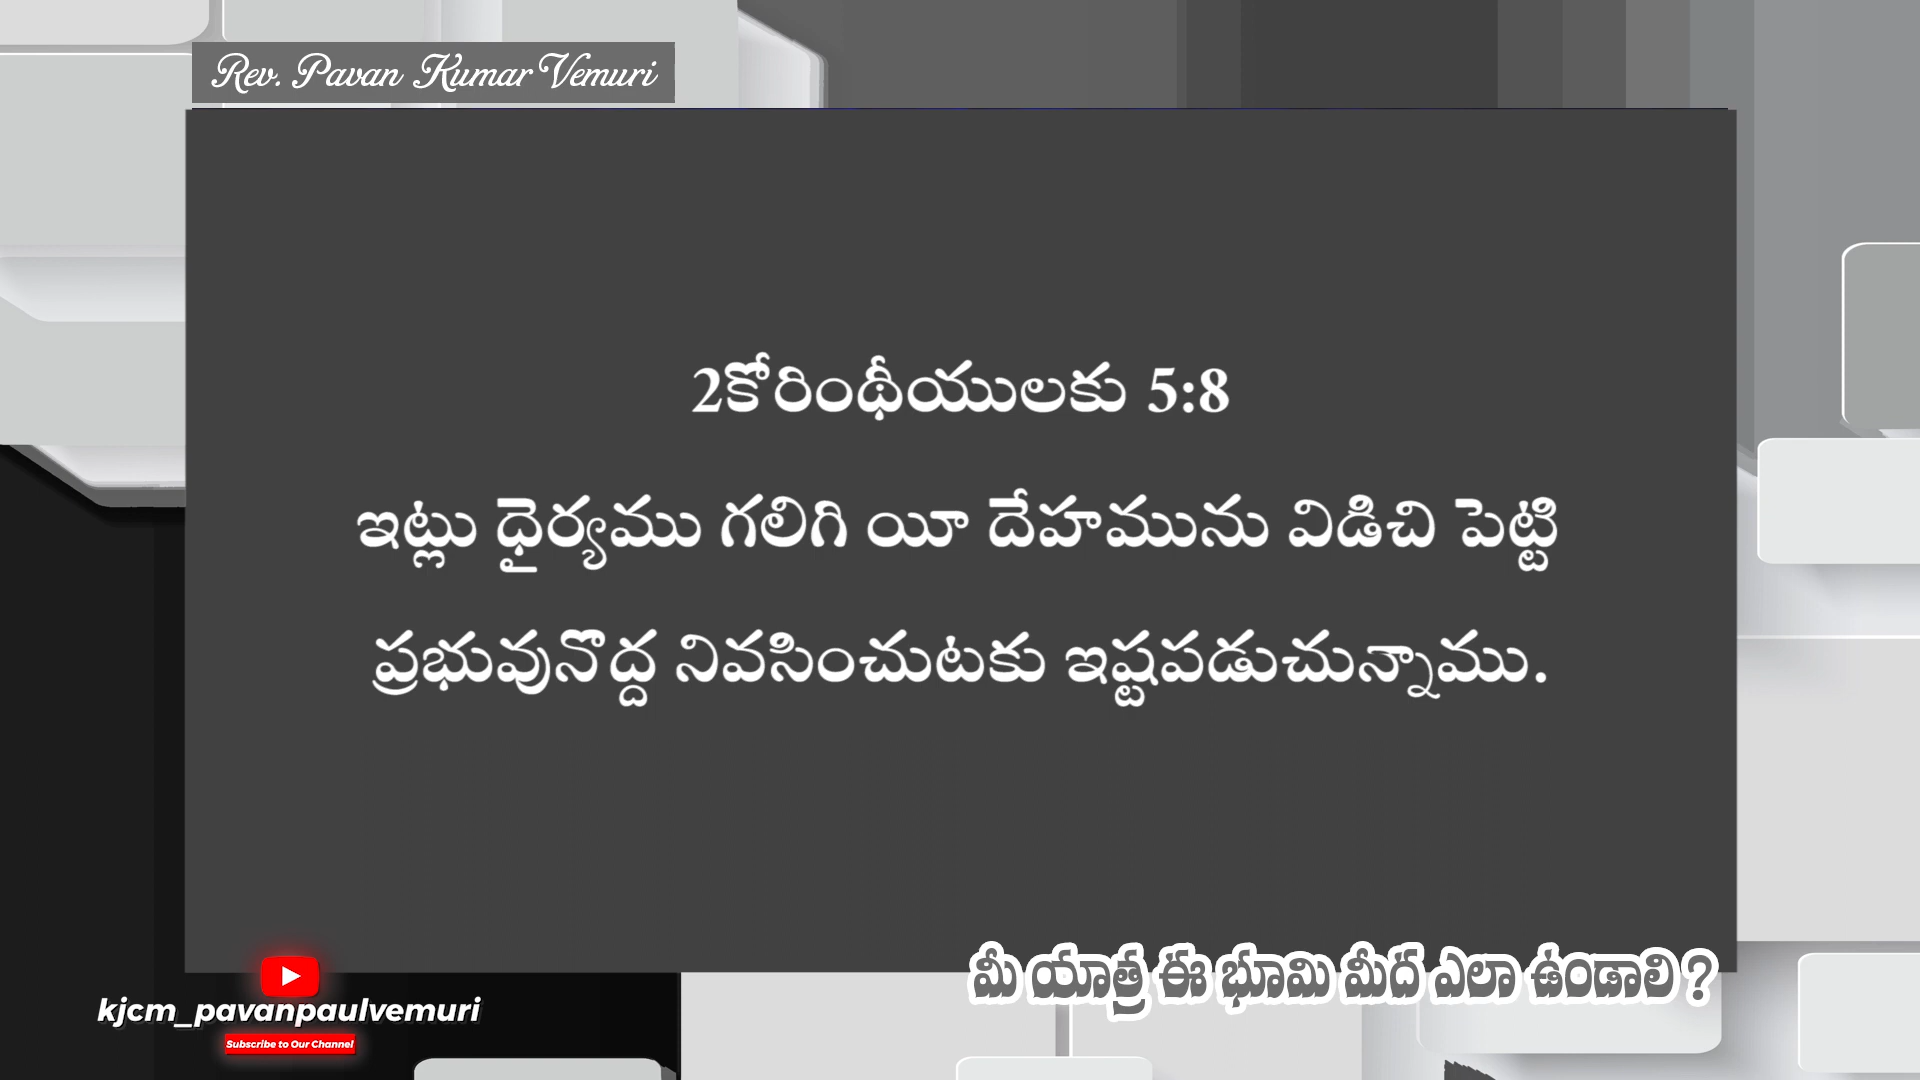 Rev. Pavan Kumar Vemuri
2కోరింథీయులకు 5:8
ఇట్లు ధైర్యము గలిగి యీ దేహమును విడిచి పెట్టి
ప్రభువునొద్ద నివసించుటకు ఇష్టపడుచున్నాము.
మీ యాత్ర ఈ భూమి మీద ఎలా ఉండాలి ?
kjcm_pavanpaulvemuri
Subscribe to Our Channel